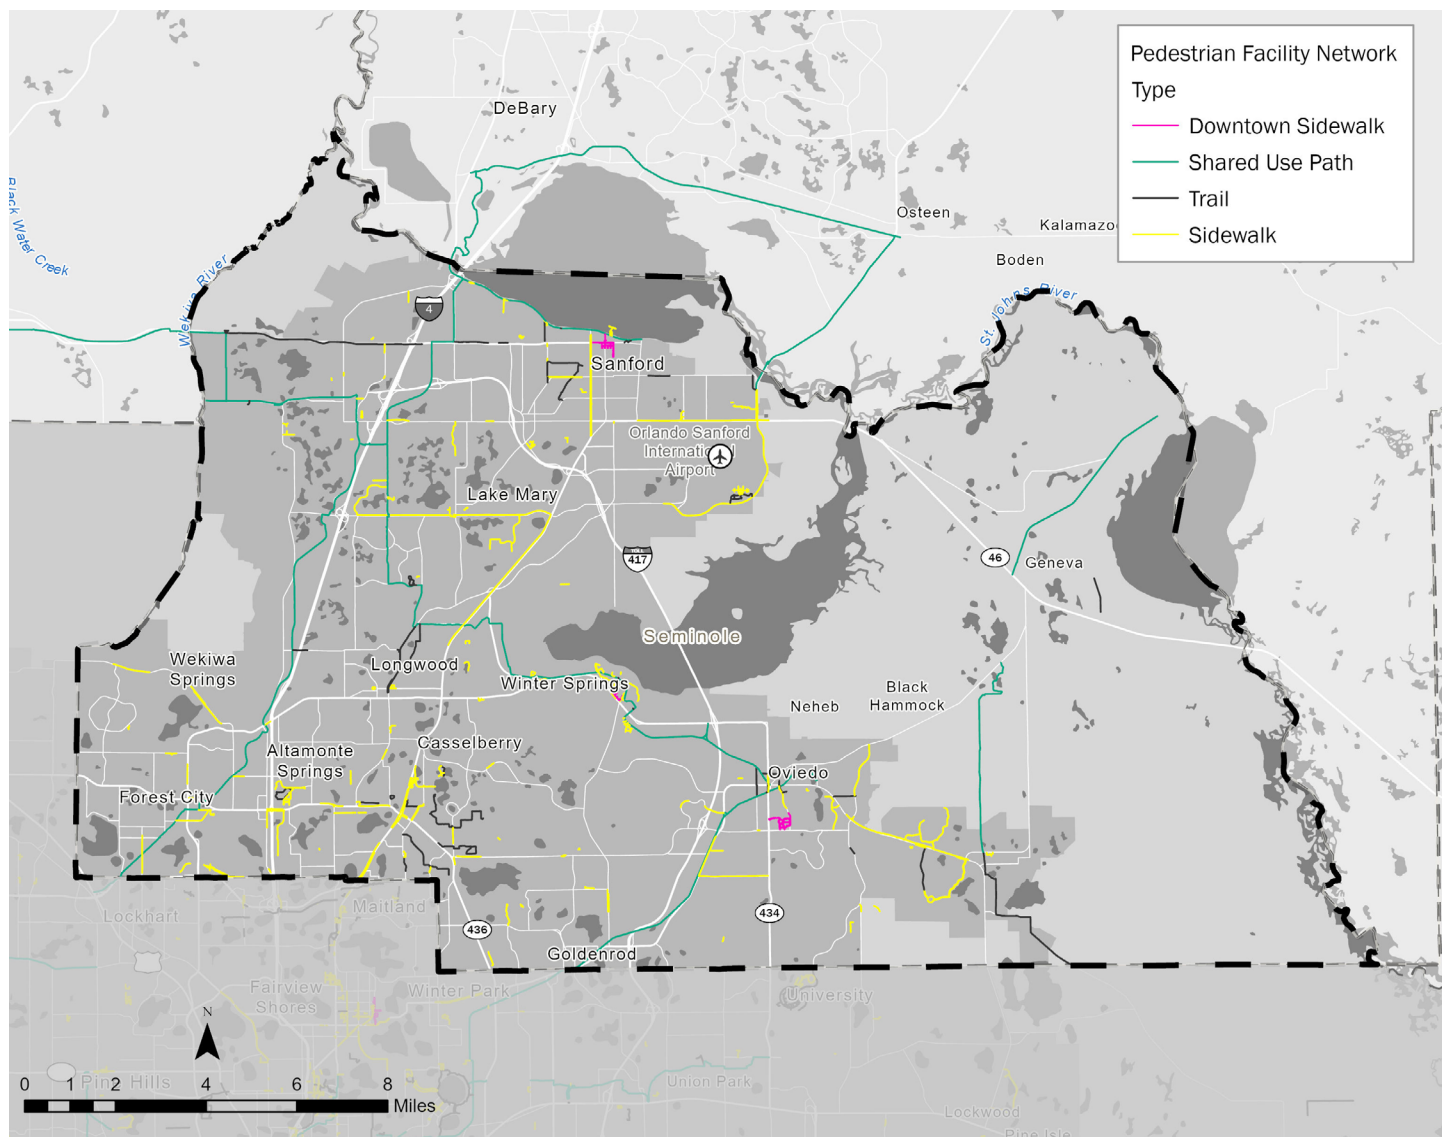 Pedestrian Facility Network
Type
Downtown Sidewalk
Shared Use Path
Trail
Sidewalk
DeBary
Osteen
Kalamazoo
Boden
Black Water Creek
Wekiva River
St. Johns River
4
Sanford
Orlando Sanford
International
Airport
Lake Mary
417
46
Geneva
Seminole
Wekiwa
Springs
Longwood
Winter Springs
Black
Hammock
Neheb
Casselberry
Altamonte
Springs
Oviedo
Forest City
Lockhart
Maitland
436
434
Goldenrod
Fairview
Shores
Winter Park
University
N
Pine Hills
Union Park
Lockwood
Pine Isle
0 1 2 4 6 8
Miles